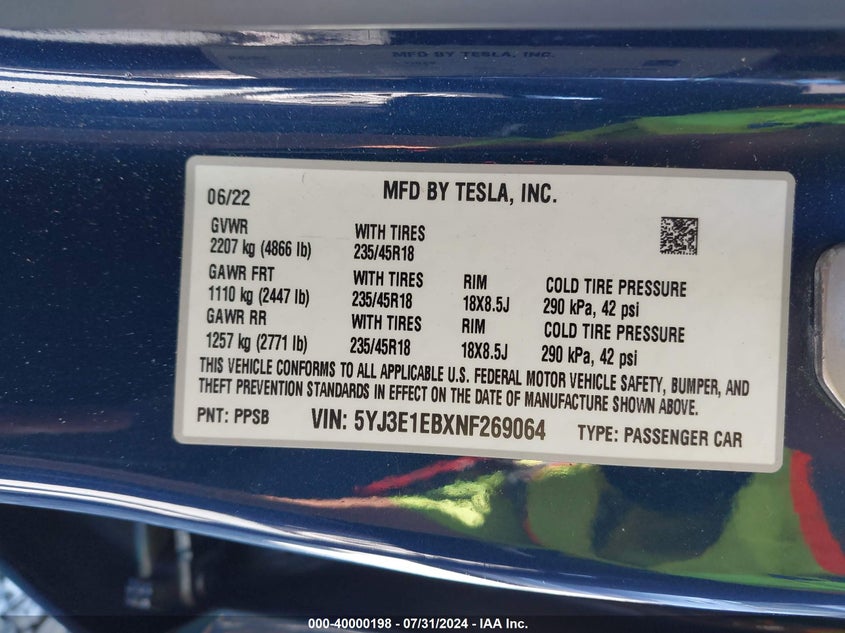 MFD BY TESLA, INC.
06/22 MFD BY TESLA, INC.
GVWR WITH TIRES
2207 kg (4866 lb) 235/45R18
GAWR FRT WITH TIRES RIM COLD TIRE PRESSURE
1110 kg (2447 lb) 235/45R18 18X8.5J 290 kPa, 42 psi
GAWR RR WITH TIRES RIM COLD TIRE PRESSURE
1257 kg (2771 lb) 235/45R18 18X8.5J 290 kPa, 42 psi
THIS VEHICLE CONFORMS TO ALL APPLICABLE U.S. FEDERAL MOTOR VEHICLE SAFETY, BUMPER, AND
THEFT PREVENTION STANDARDS IN EFFECT ON THE DATE OF MANUFACTURE SHOWN ABOVE.
PNT: PPSB VIN: 5YJ3E1EBXNF269064 TYPE: PASSENGER CAR
000-40000198 - 07/31/2024 - IAA Inc.